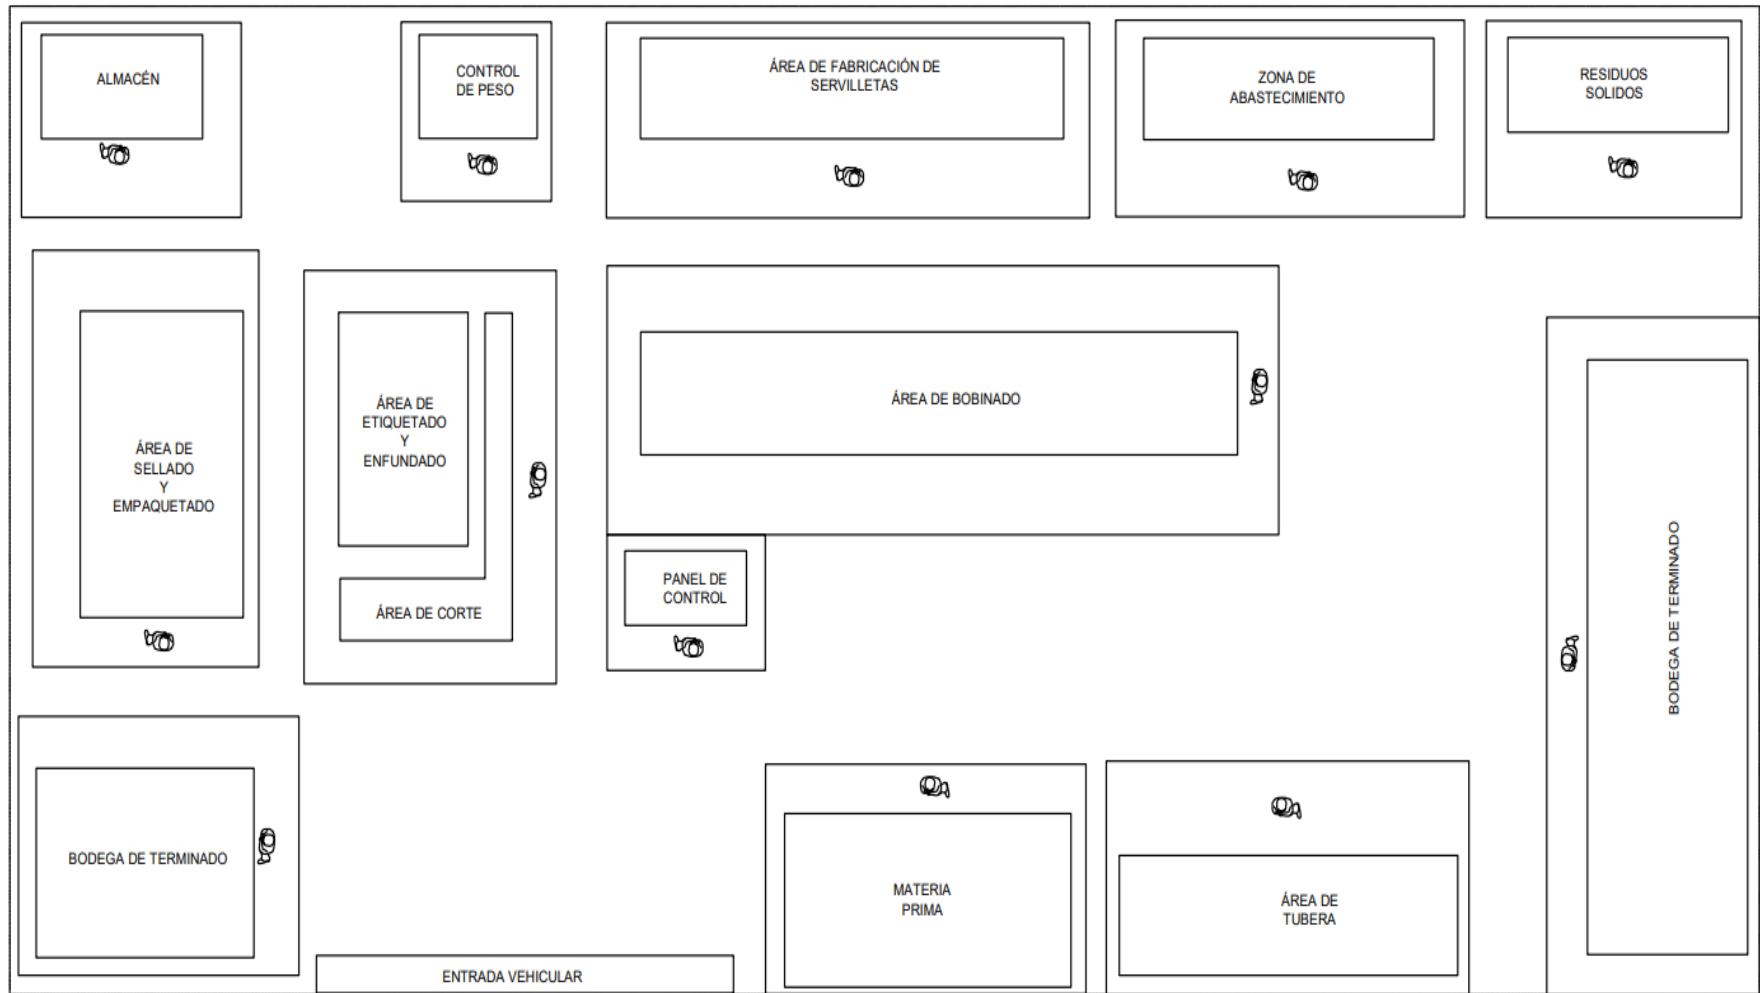 ALMACÉN
CONTROL
DE PESO
ÁREA DE FABRICACIÓN DE
SERVILLETAS
ZONA DE
ABASTECIMIENTO
RESIDUOS
SOLIDOS
ÁREA DE
SELLADO
Y
EMPAQUETADO
ÁREA DE
ETIQUETADO
Y
ENFUNDADO
ÁREA DE CORTE
ÁREA DE BOBINADO
PANEL DE
CONTROL
BODEGA DE TERMINADO
BODEGA DE TERMINADO
MATERIA
PRIMA
ÁREA DE
TUBERA
ENTRADA VEHICULAR